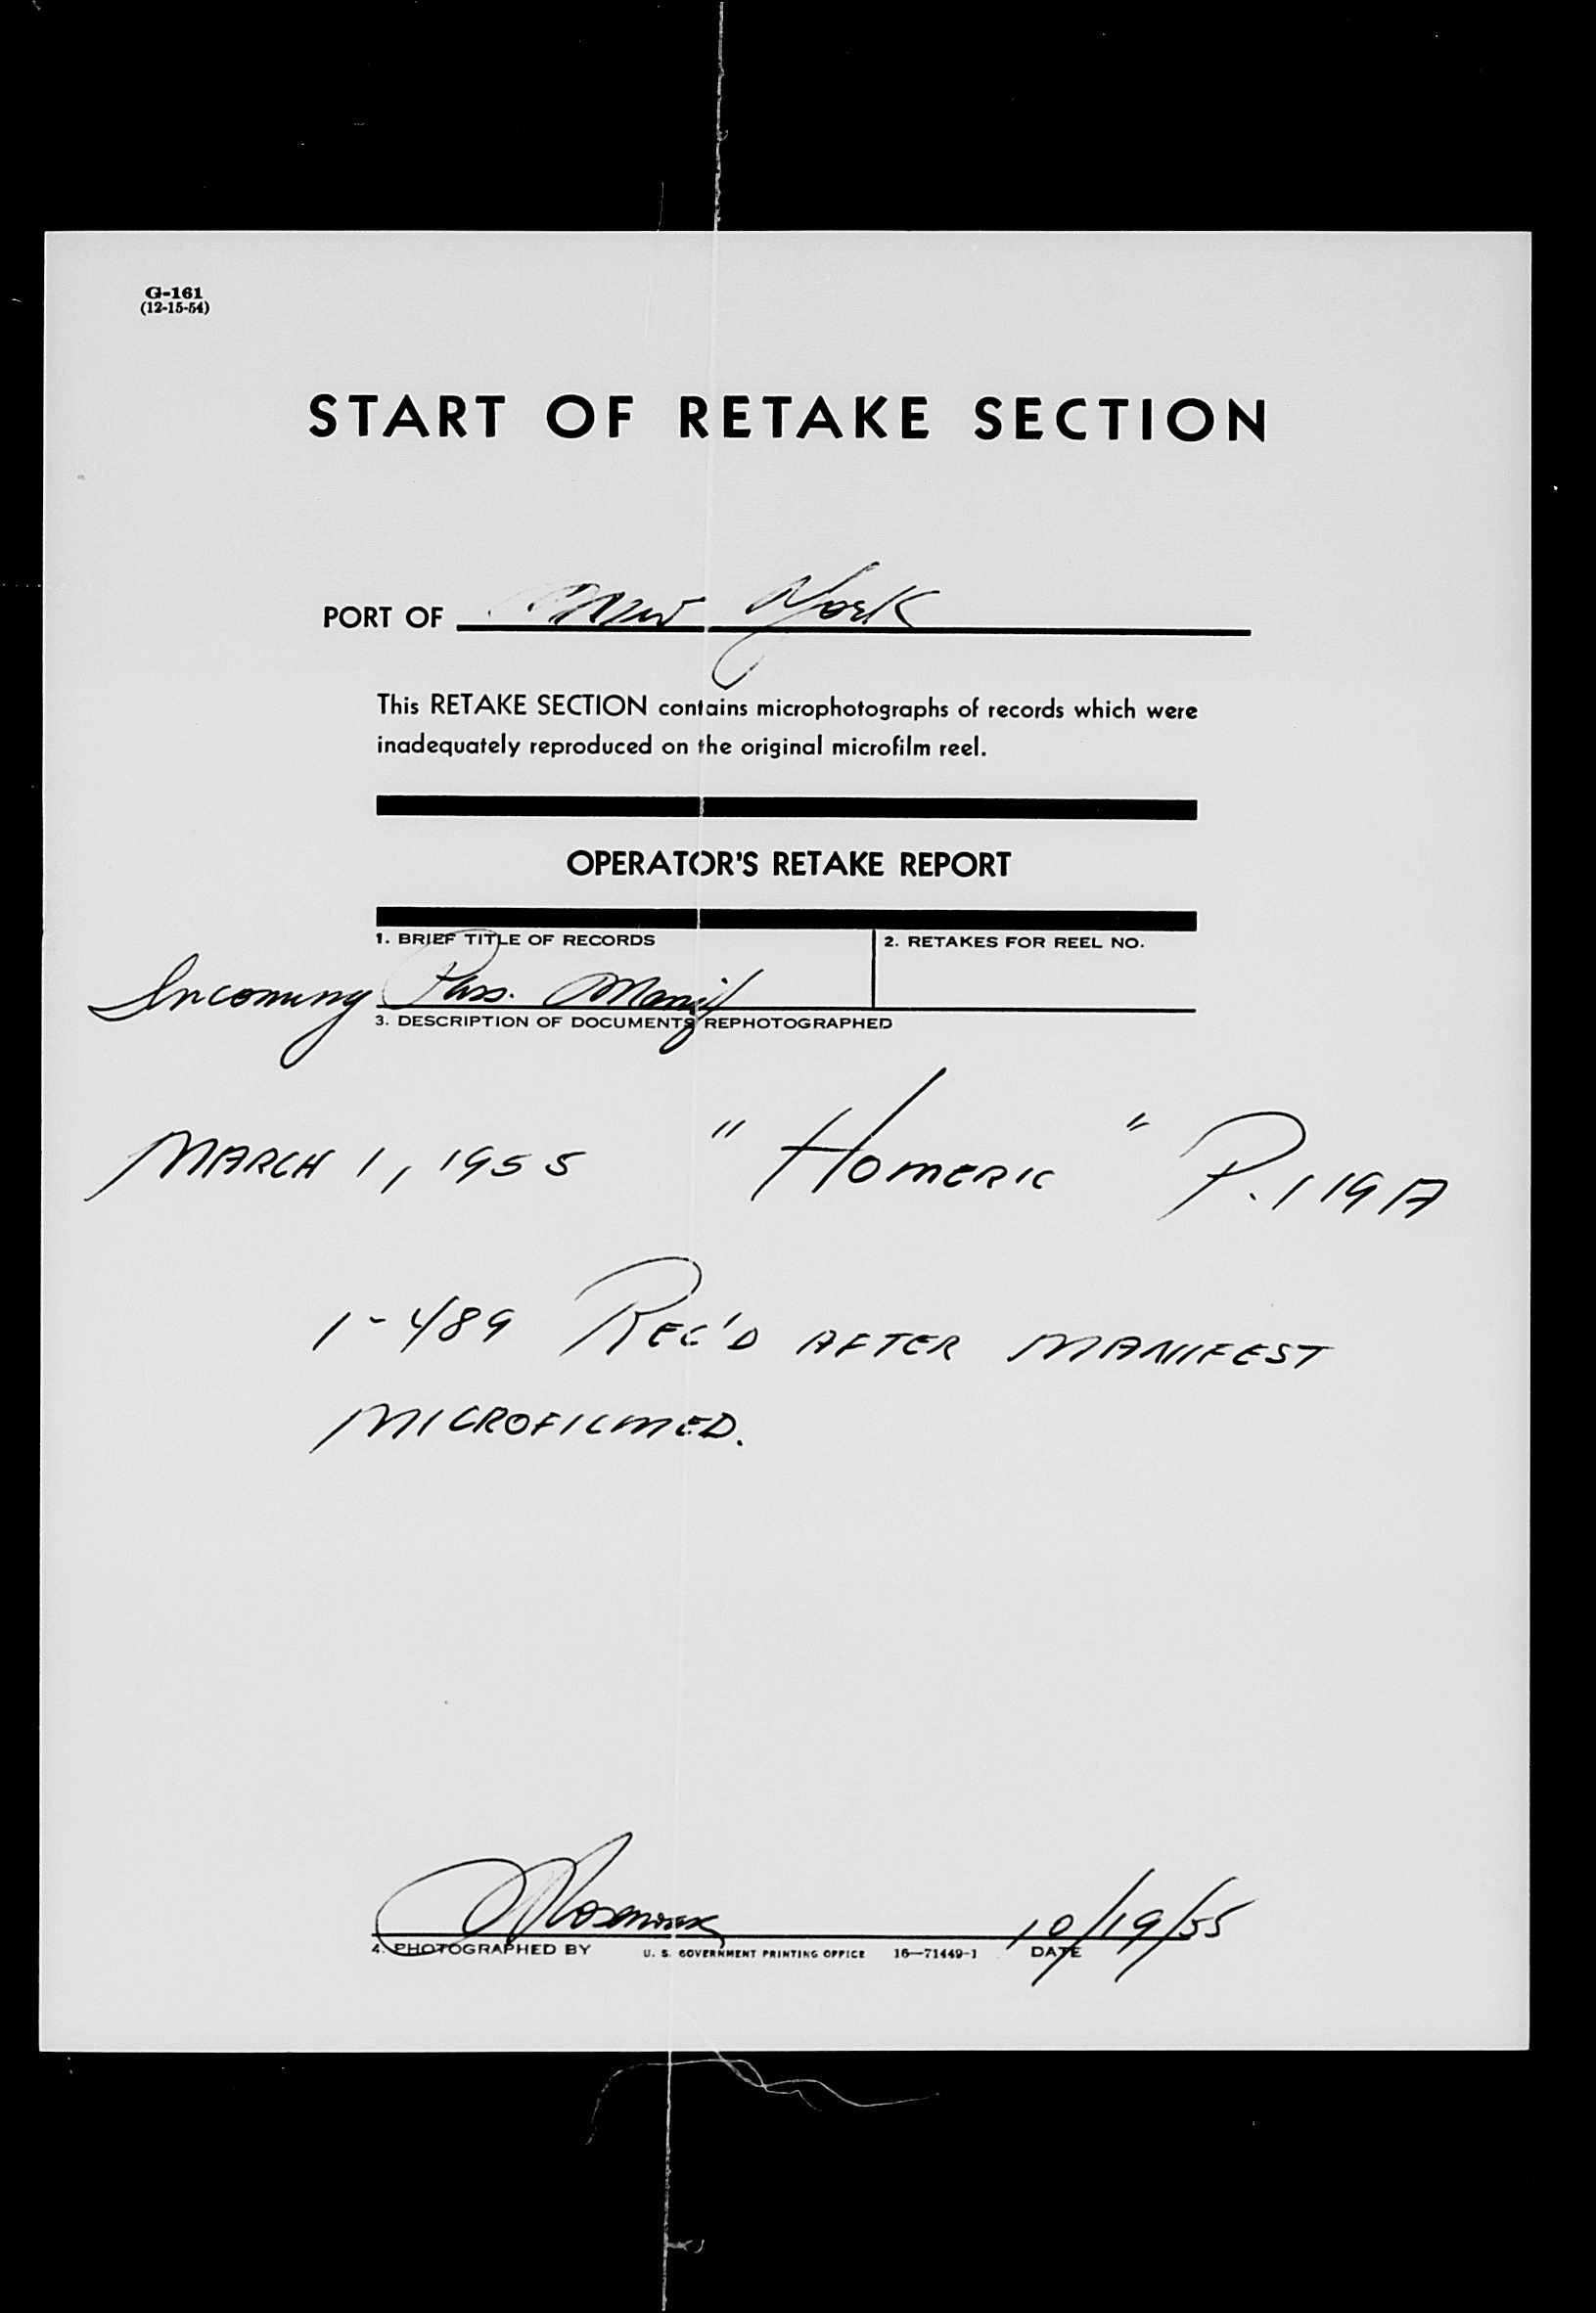 G-161
(12-15-54)
START OF RETAKE SECTION
PORT OF New York
This RETAKE SECTION contains microphotographs of records which were
inadequately reproduced on the original microfilm reel.
OPERATOR'S RETAKE REPORT
1. BRIEF TITLE OF RECORDS 2. RETAKES FOR REEL NO.
Incoming Pass. Manif
3. DESCRIPTION OF DOCUMENTS REPHOTOGRAPHED
MARCH 1, 1955 "HOMERIC" P. 119A
1-489 REC'D AFTER MANIFEST
MICROFILMED.
10/19/55
4. PHOTOGRAPHED BY U. S. GOVERNMENT PRINTING OFFICE 16—71449-1 DATE